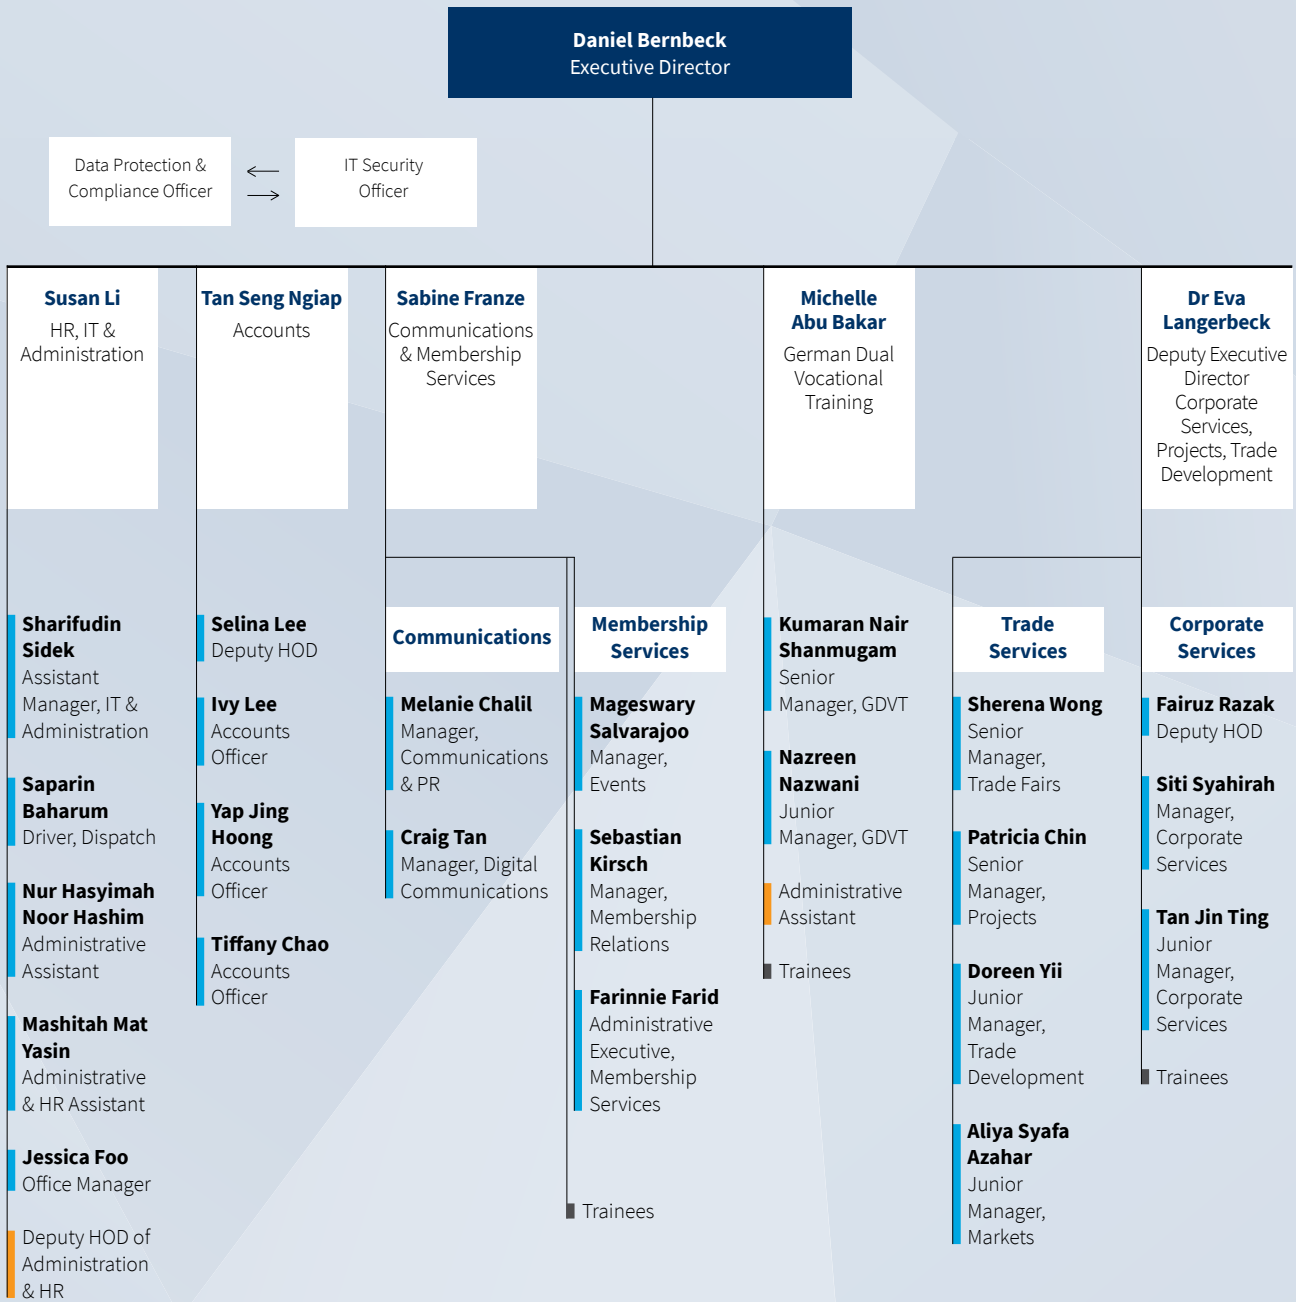 Daniel Bernbeck
Executive Director
Data Protection &
Compliance Officer
IT Security
Officer
Susan Li
HR, IT &
Administration
Tan Seng Ngiap
Accounts
Sabine Franze
Communications
& Membership
Services
Michelle
Abu Bakar
German Dual
Vocational
Training
Dr Eva
Langerbeck
Deputy Executive
Director
Corporate
Services,
Projects, Trade
Development
Sharifudin
Sidek
Assistant
Manager, IT &
Administration
Saparin
Baharum
Driver, Dispatch
Nur Hasyimah
Noor Hashim
Administrative
Assistant
Mashitah Mat
Yasin
Administrative
& HR Assistant
Jessica Foo
Office Manager
Deputy HOD of
Administration
& HR
Selina Lee
Deputy HOD
Ivy Lee
Accounts
Officer
Yap Jing
Hoong
Accounts
Officer
Tiffany Chao
Accounts
Officer
Communications
Melanie Chalil
Manager,
Communications
& PR
Craig Tan
Manager, Digital
Communications
Membership
Services
Mageswary
Salvarajoo
Manager,
Events
Sebastian
Kirsch
Manager,
Membership
Relations
Farinnie Farid
Administrative
Executive,
Membership
Services
Trainees
Kumaran Nair
Shanmugam
Senior
Manager, GDVT
Nazreen
Nazwani
Junior
Manager, GDVT
Administrative
Assistant
Trainees
Trade
Services
Sherena Wong
Senior
Manager,
Trade Fairs
Patricia Chin
Senior
Manager,
Projects
Doreen Yii
Junior
Manager,
Trade
Development
Aliya Syafa
Azahar
Junior
Manager,
Markets
Corporate
Services
Fairuz Razak
Deputy HOD
Siti Syahirah
Manager,
Corporate
Services
Tan Jin Ting
Junior
Manager,
Corporate
Services
Trainees